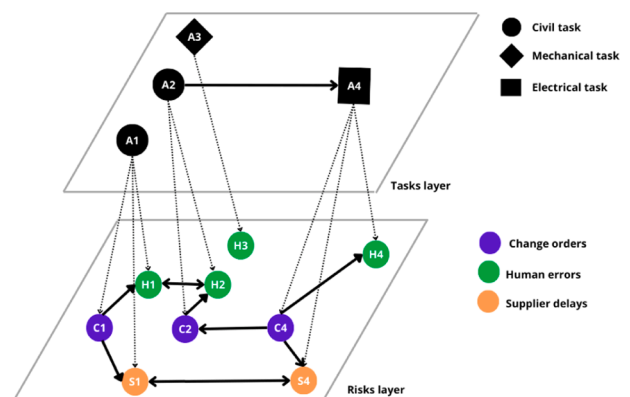 A3
Civil task
Mechanical task
A2
A4
Electrical task
A1
Tasks layer
H3
Change orders
H4
Human errors
H1
H2
Supplier delays
C1
C2
C4
S1
S4
Risks layer